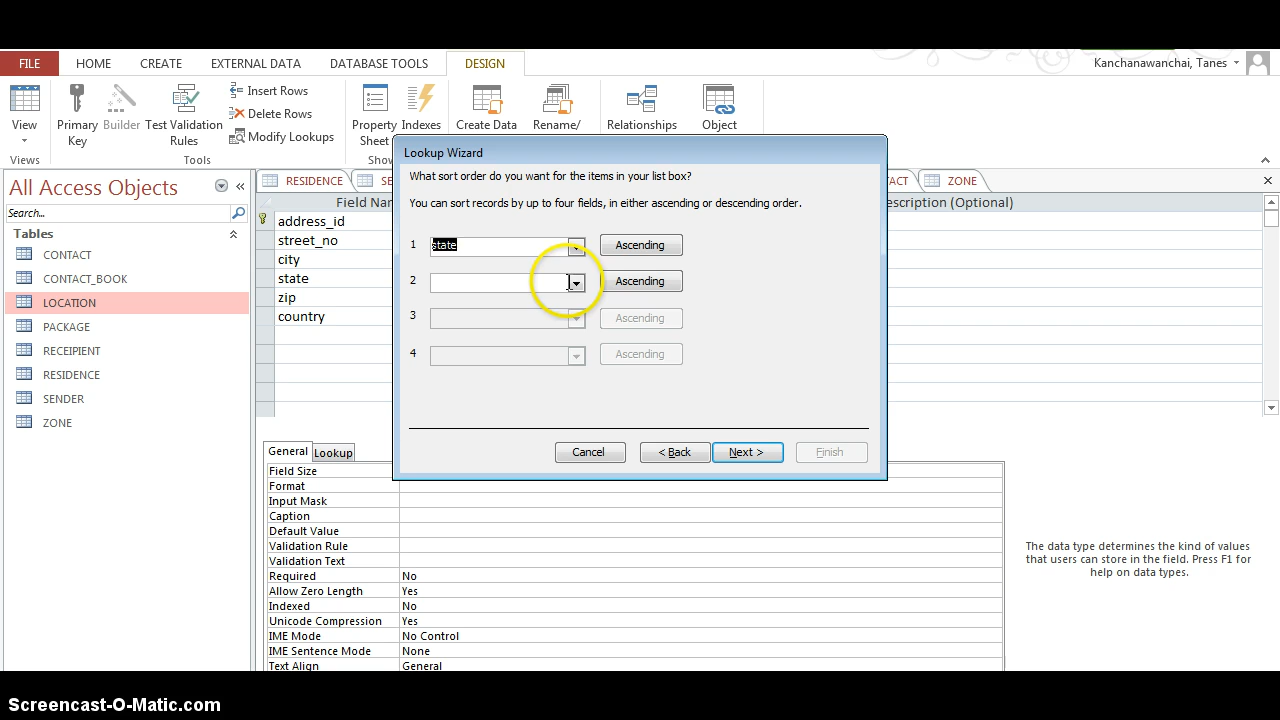 FILE HOME CREATE EXTERNAL DATA DATABASE TOOLS DESIGN Kanchanawanchai, Tanes
View Primary Key Builder Test Validation Rules Insert Rows Delete Rows Modify Lookups Property Sheet Indexes Create Data Rename/ Relationships Object
Views Tools Show
All Access Objects
Search...
Tables
CONTACT
CONTACT_BOOK
LOCATION
PACKAGE
RECEIPIENT
RESIDENCE
SENDER
ZONE
RESIDENCE ZONE
Field Na
address_id
street_no
city
state
zip
country
Lookup Wizard
What sort order do you want for the items in your list box?
You can sort records by up to four fields, in either ascending or descending order.
1 state Ascending
2 Ascending
3 Ascending
4 Ascending
Cancel < Back Next > Finish
escription (Optional)
General Lookup
Field Size
Format
Input Mask
Caption
Default Value
Validation Rule
Validation Text
Required No
Allow Zero Length Yes
Indexed No
Unicode Compression Yes
IME Mode No Control
IME Sentence Mode None
Text Align General
The data type determines the kind of values
that users can store in the field. Press F1 for
help on data types.
Screencast-O-Matic.com